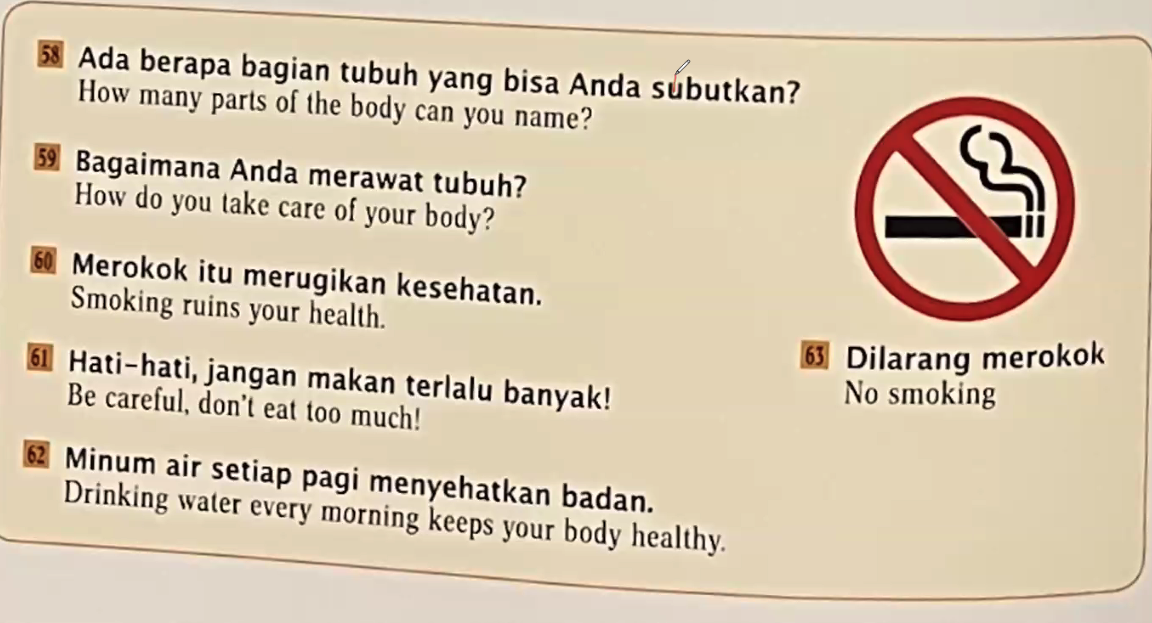 58 Ada berapa bagian tubuh yang bisa Anda subutkan?
How many parts of the body can you name?
59 Bagaimana Anda merawat tubuh?
How do you take care of your body?
60 Merokok itu merugikan kesehatan.
Smoking ruins your health.
61 Hati-hati, jangan makan terlalu banyak!
Be careful, don't eat too much!
62 Minum air setiap pagi menyehatkan badan.
Drinking water every morning keeps your body healthy.
63 Dilarang merokok
No smoking